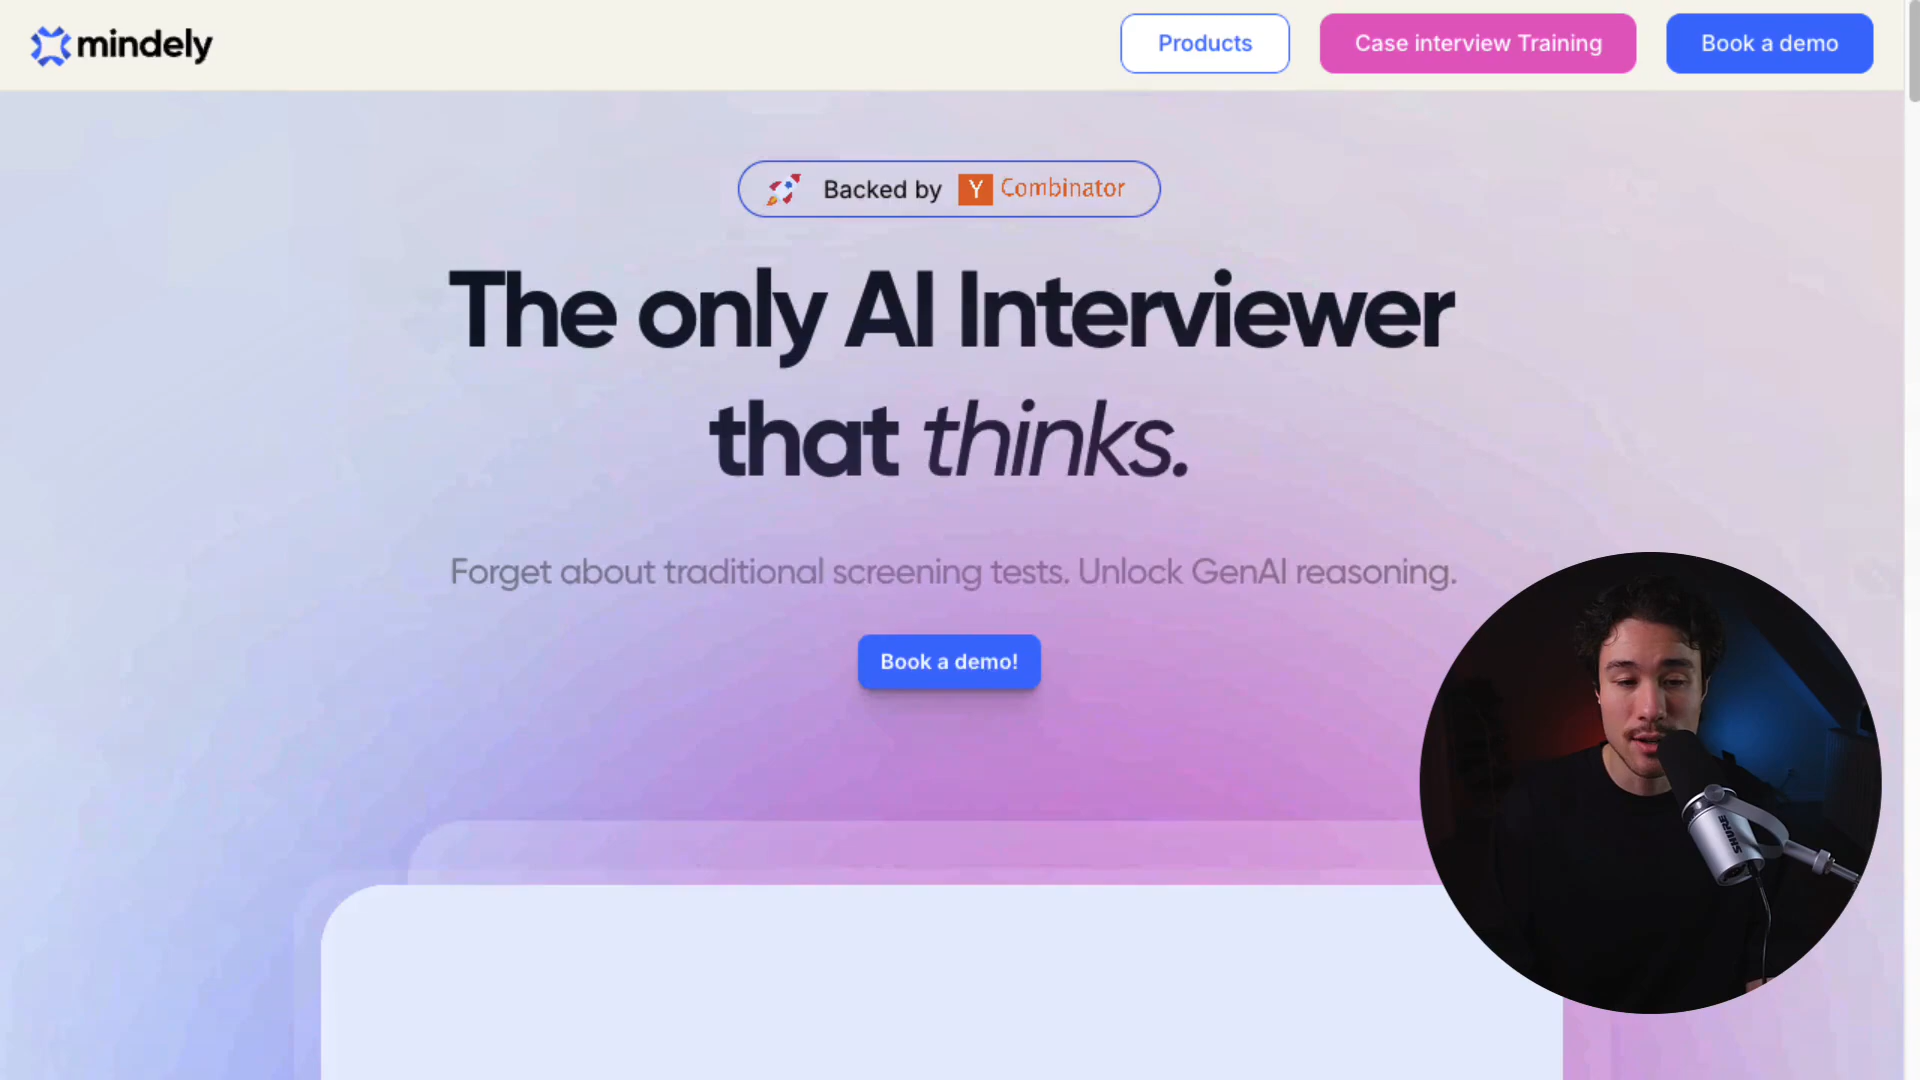 mindely
Products
Case interview Training
Book a demo
Backed by Y Combinator
The only AI Interviewer
that thinks.
Forget about traditional screening tests. Unlock GenAI reasoning.
Book a demo!
SHURE